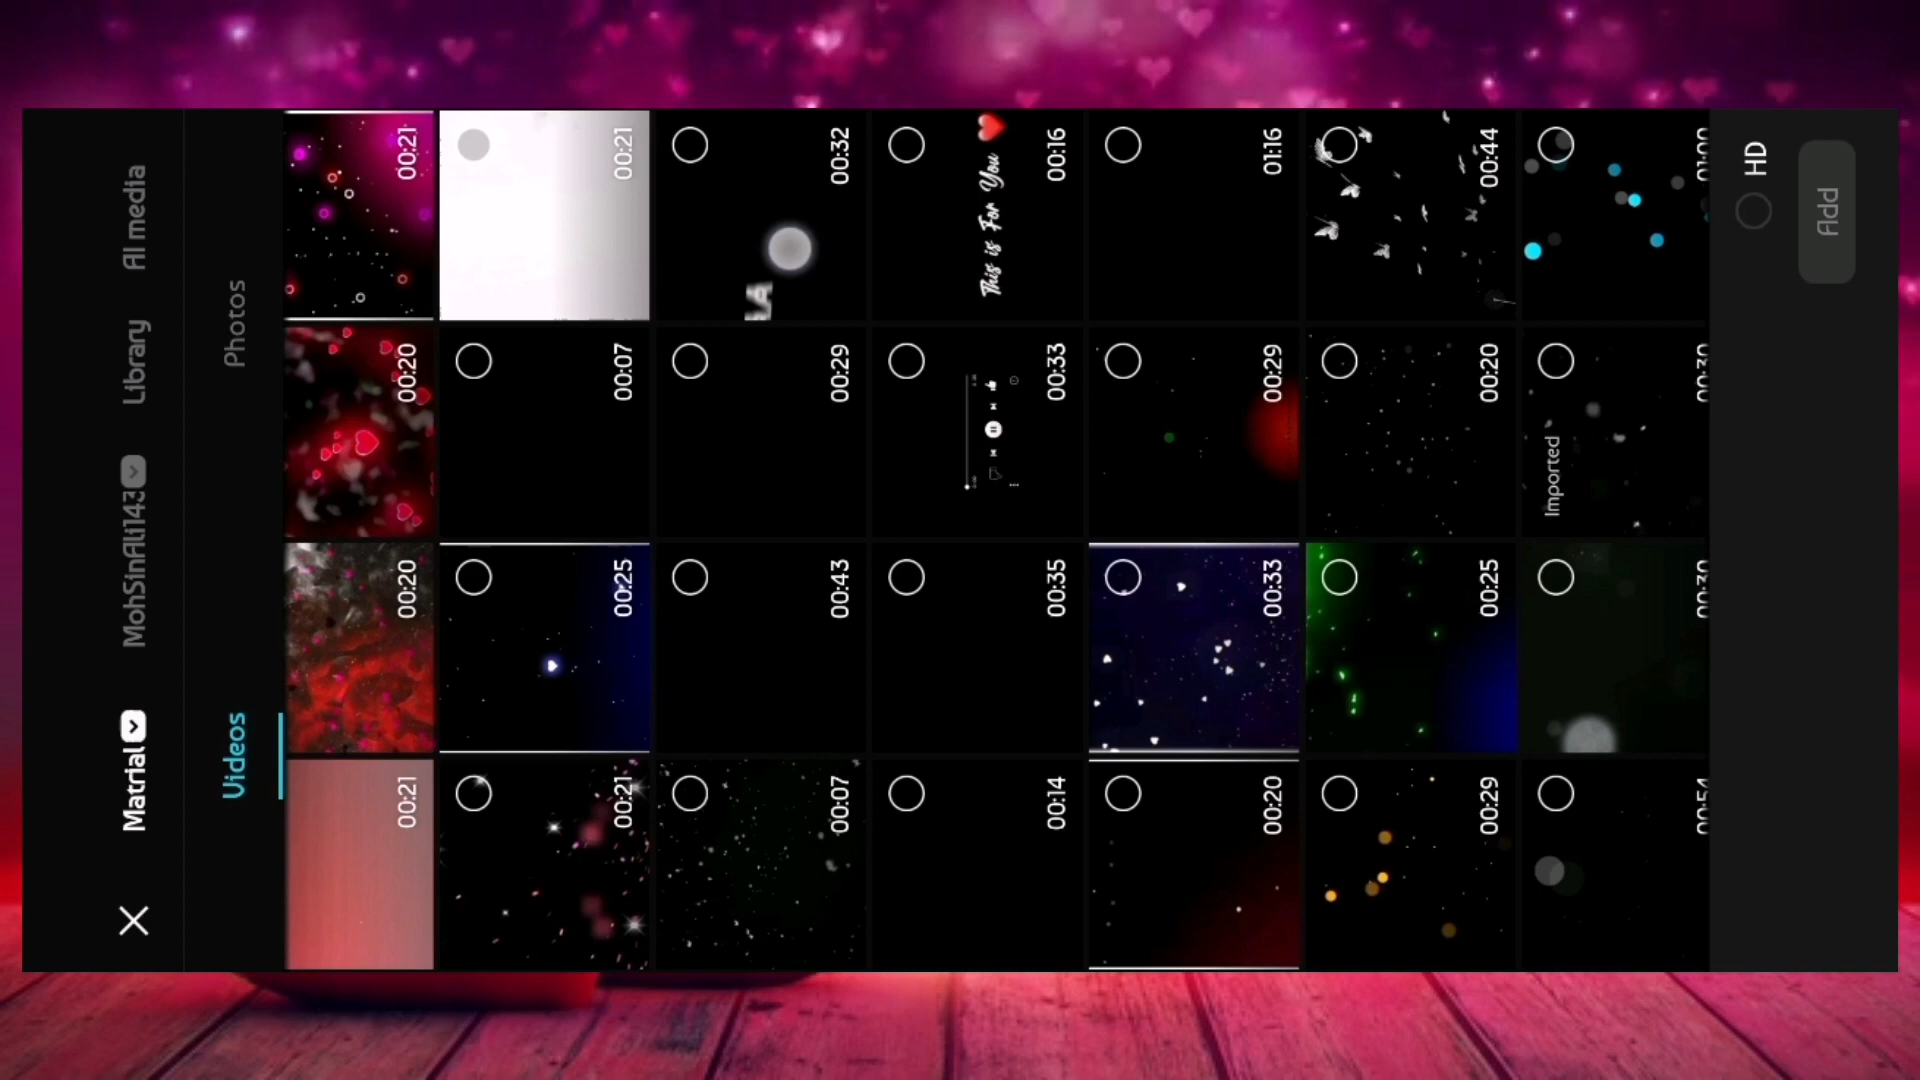 Matrial MohSinAli143 Library AI media
Videos Photos
00:21 00:20 00:20 00:21
00:21 00:25 00:07 00:21
00:07 00:43 00:29 00:32
This is For You ❤
00:14 00:35 00:33 00:16
00:20 00:33 00:29 01:16
00:29 00:25 00:20 00:44
Imported
HD
Add